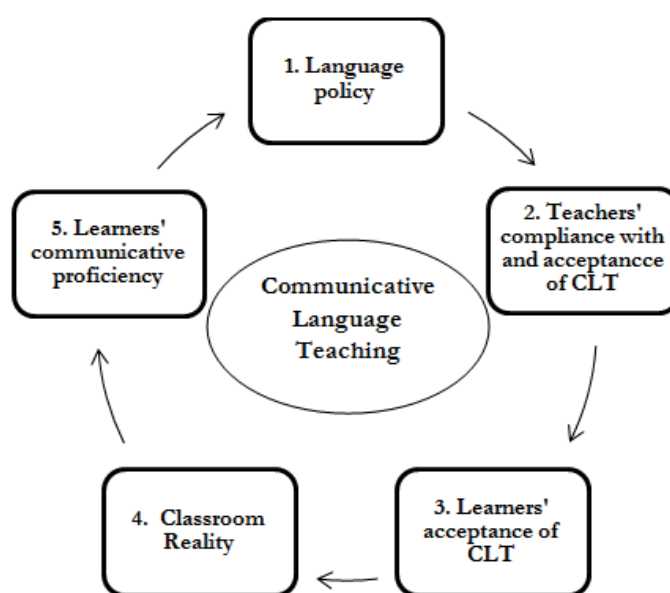 1. Language
policy
2. Teachers'
compliance with
and acceptancce
of CLT
3. Learners'
acceptance of
CLT
4. Classroom
Reality
5. Learners'
communicative
proficiency
Communicative
Language
Teaching